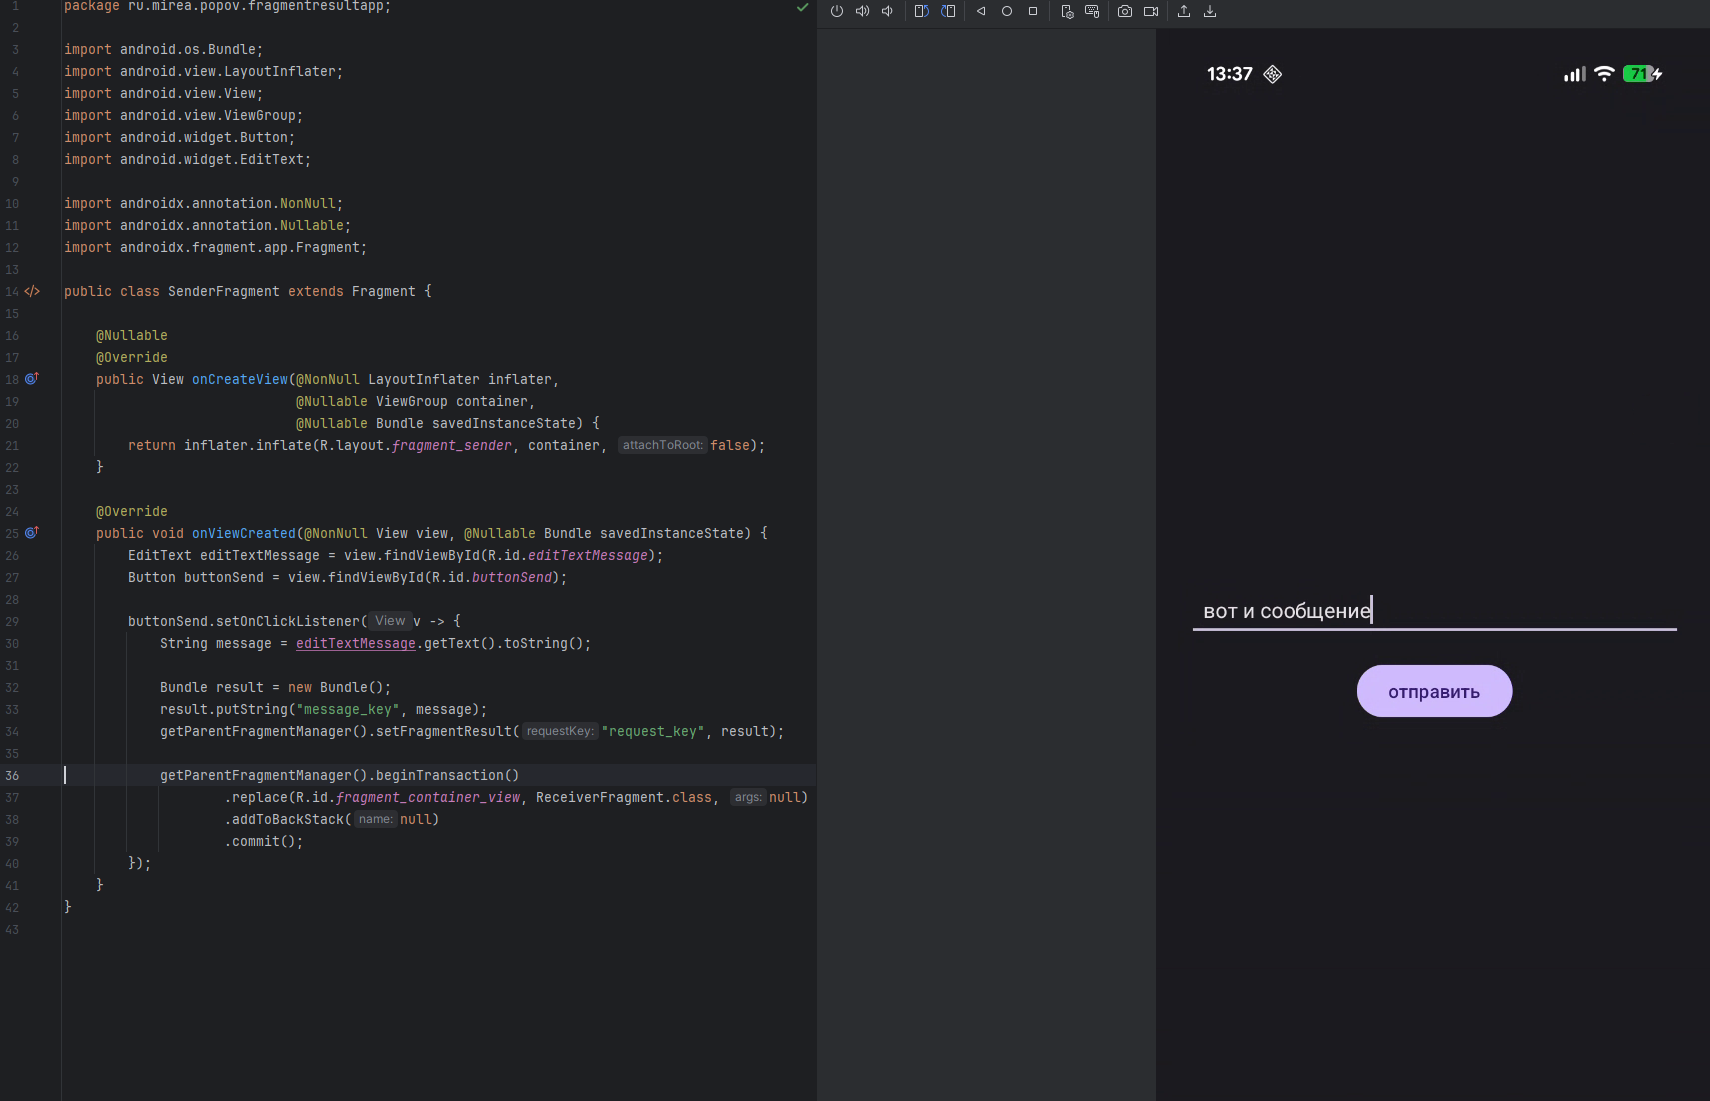 1 package ru.mirea.popov.fragmentresultapp;
2
3 import android.os.Bundle;
4 import android.view.LayoutInflater;
5 import android.view.View;
6 import android.view.ViewGroup;
7 import android.widget.Button;
8 import android.widget.EditText;
9
10 import androidx.annotation.NonNull;
11 import androidx.annotation.Nullable;
12 import androidx.fragment.app.Fragment;
13
14 public class SenderFragment extends Fragment {
15
16 @Nullable
17 @Override
18 public View onCreateView(@NonNull LayoutInflater inflater,
19 @Nullable ViewGroup container,
20 @Nullable Bundle savedInstanceState) {
21 return inflater.inflate(R.layout.fragment_sender, container, attachToRoot: false);
22 }
23
24 @Override
25 public void onViewCreated(@NonNull View view, @Nullable Bundle savedInstanceState) {
26 EditText editTextMessage = view.findViewById(R.id.editTextMessage);
27 Button buttonSend = view.findViewById(R.id.buttonSend);
28
29 buttonSend.setOnClickListener( View v -> {
30 String message = editTextMessage.getText().toString();
31
32 Bundle result = new Bundle();
33 result.putString("message_key", message);
34 getParentFragmentManager().setFragmentResult( requestKey: "request_key", result);
35
36 getParentFragmentManager().beginTransaction()
37 .replace(R.id.fragment_container_view, ReceiverFragment.class, args: null)
38 .addToBackStack( name: null)
39 .commit();
40 });
41 }
42 }
43
13:37
71
вот и сообщение
отправить